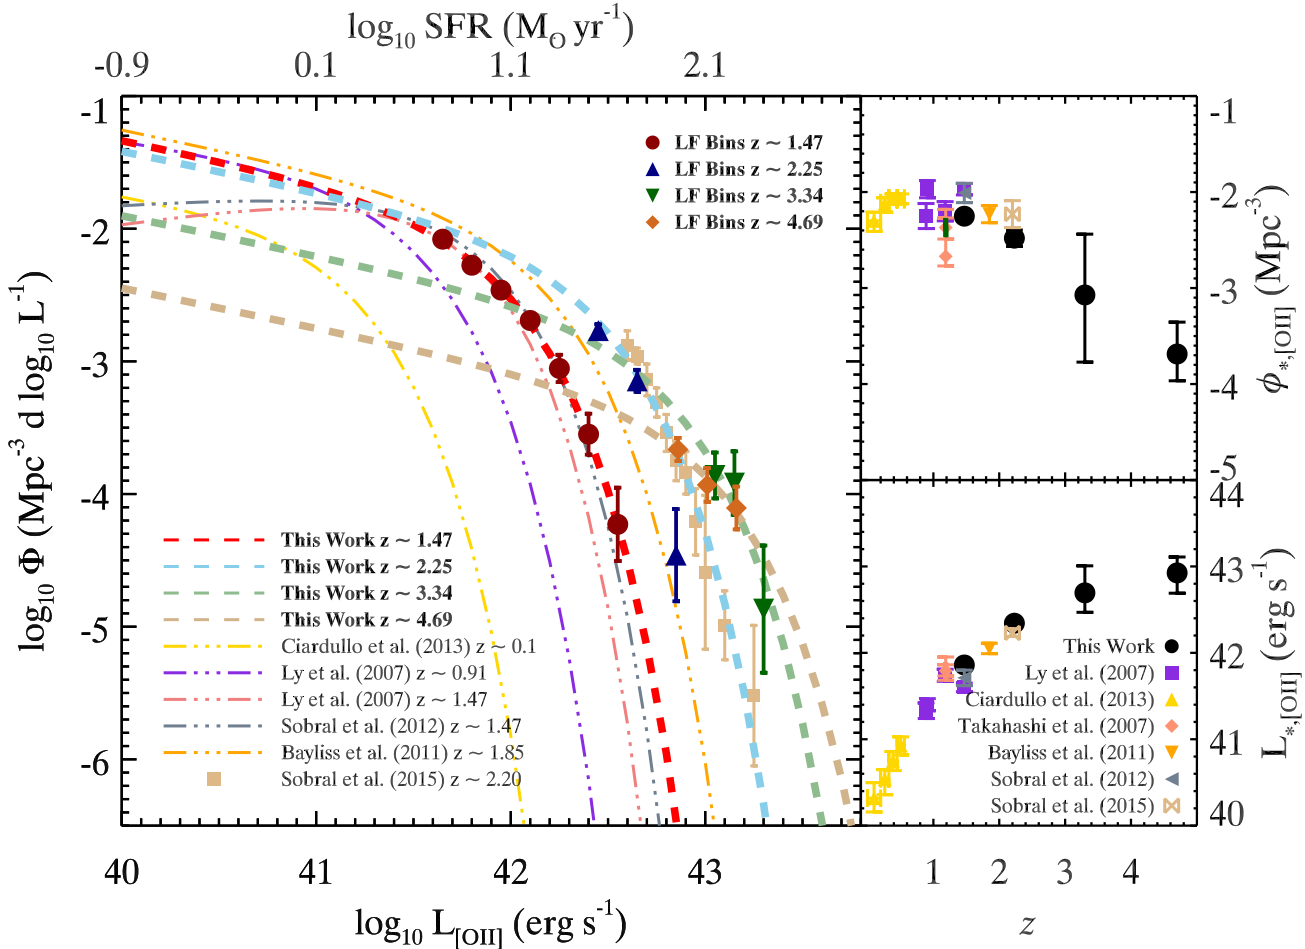 log10 SFR (MO yr-1)
-0.9 0.1 1.1 2.1
-1
-2
-3
-4
-5
-6
log10 Φ (Mpc-3 d log10 L-1)
LF Bins z ~ 1.47
LF Bins z ~ 2.25
LF Bins z ~ 3.34
LF Bins z ~ 4.69
This Work z ~ 1.47
This Work z ~ 2.25
This Work z ~ 3.34
This Work z ~ 4.69
Ciardullo et al. (2013) z ~ 0.1
Ly et al. (2007) z ~ 0.91
Ly et al. (2007) z ~ 1.47
Sobral et al. (2012) z ~ 1.47
Bayliss et al. (2011) z ~ 1.85
Sobral et al. (2015) z ~ 2.20
40 41 42 43
log10 L[OII] (erg s-1)
-1
-2
-3
-4
-5
ϕ*,[OII] (Mpc-3)
44
43
42
41
40
L*,[OII] (erg s-1)
This Work
Ly et al. (2007)
Ciardullo et al. (2013)
Takahashi et al. (2007)
Bayliss et al. (2011)
Sobral et al. (2012)
Sobral et al. (2015)
1 2 3 4
z